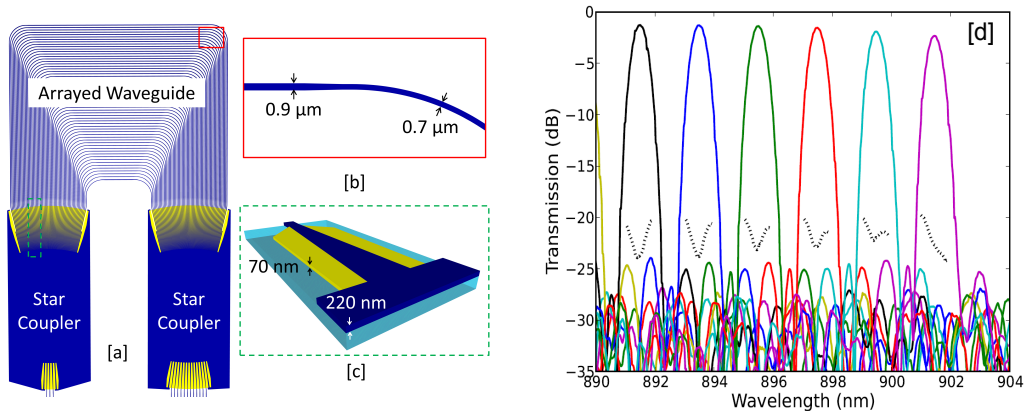 Arrayed Waveguide
Star
Coupler
Star
Coupler
[a]
0.9 µm
0.7 µm
[b]
70 nm
220 nm
[c]
[d]
Transmission (dB)
0
−5
−10
−15
−20
−25
−30
−35
890 892 894 896 898 900 902 904
Wavelength (nm)